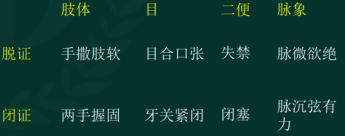 肢体 目 二便 脉象
脱证 手撒肢软 目合口张 失禁 脉微欲绝
闭证 两手握固 牙关紧闭 闭塞 脉沉弦有
力